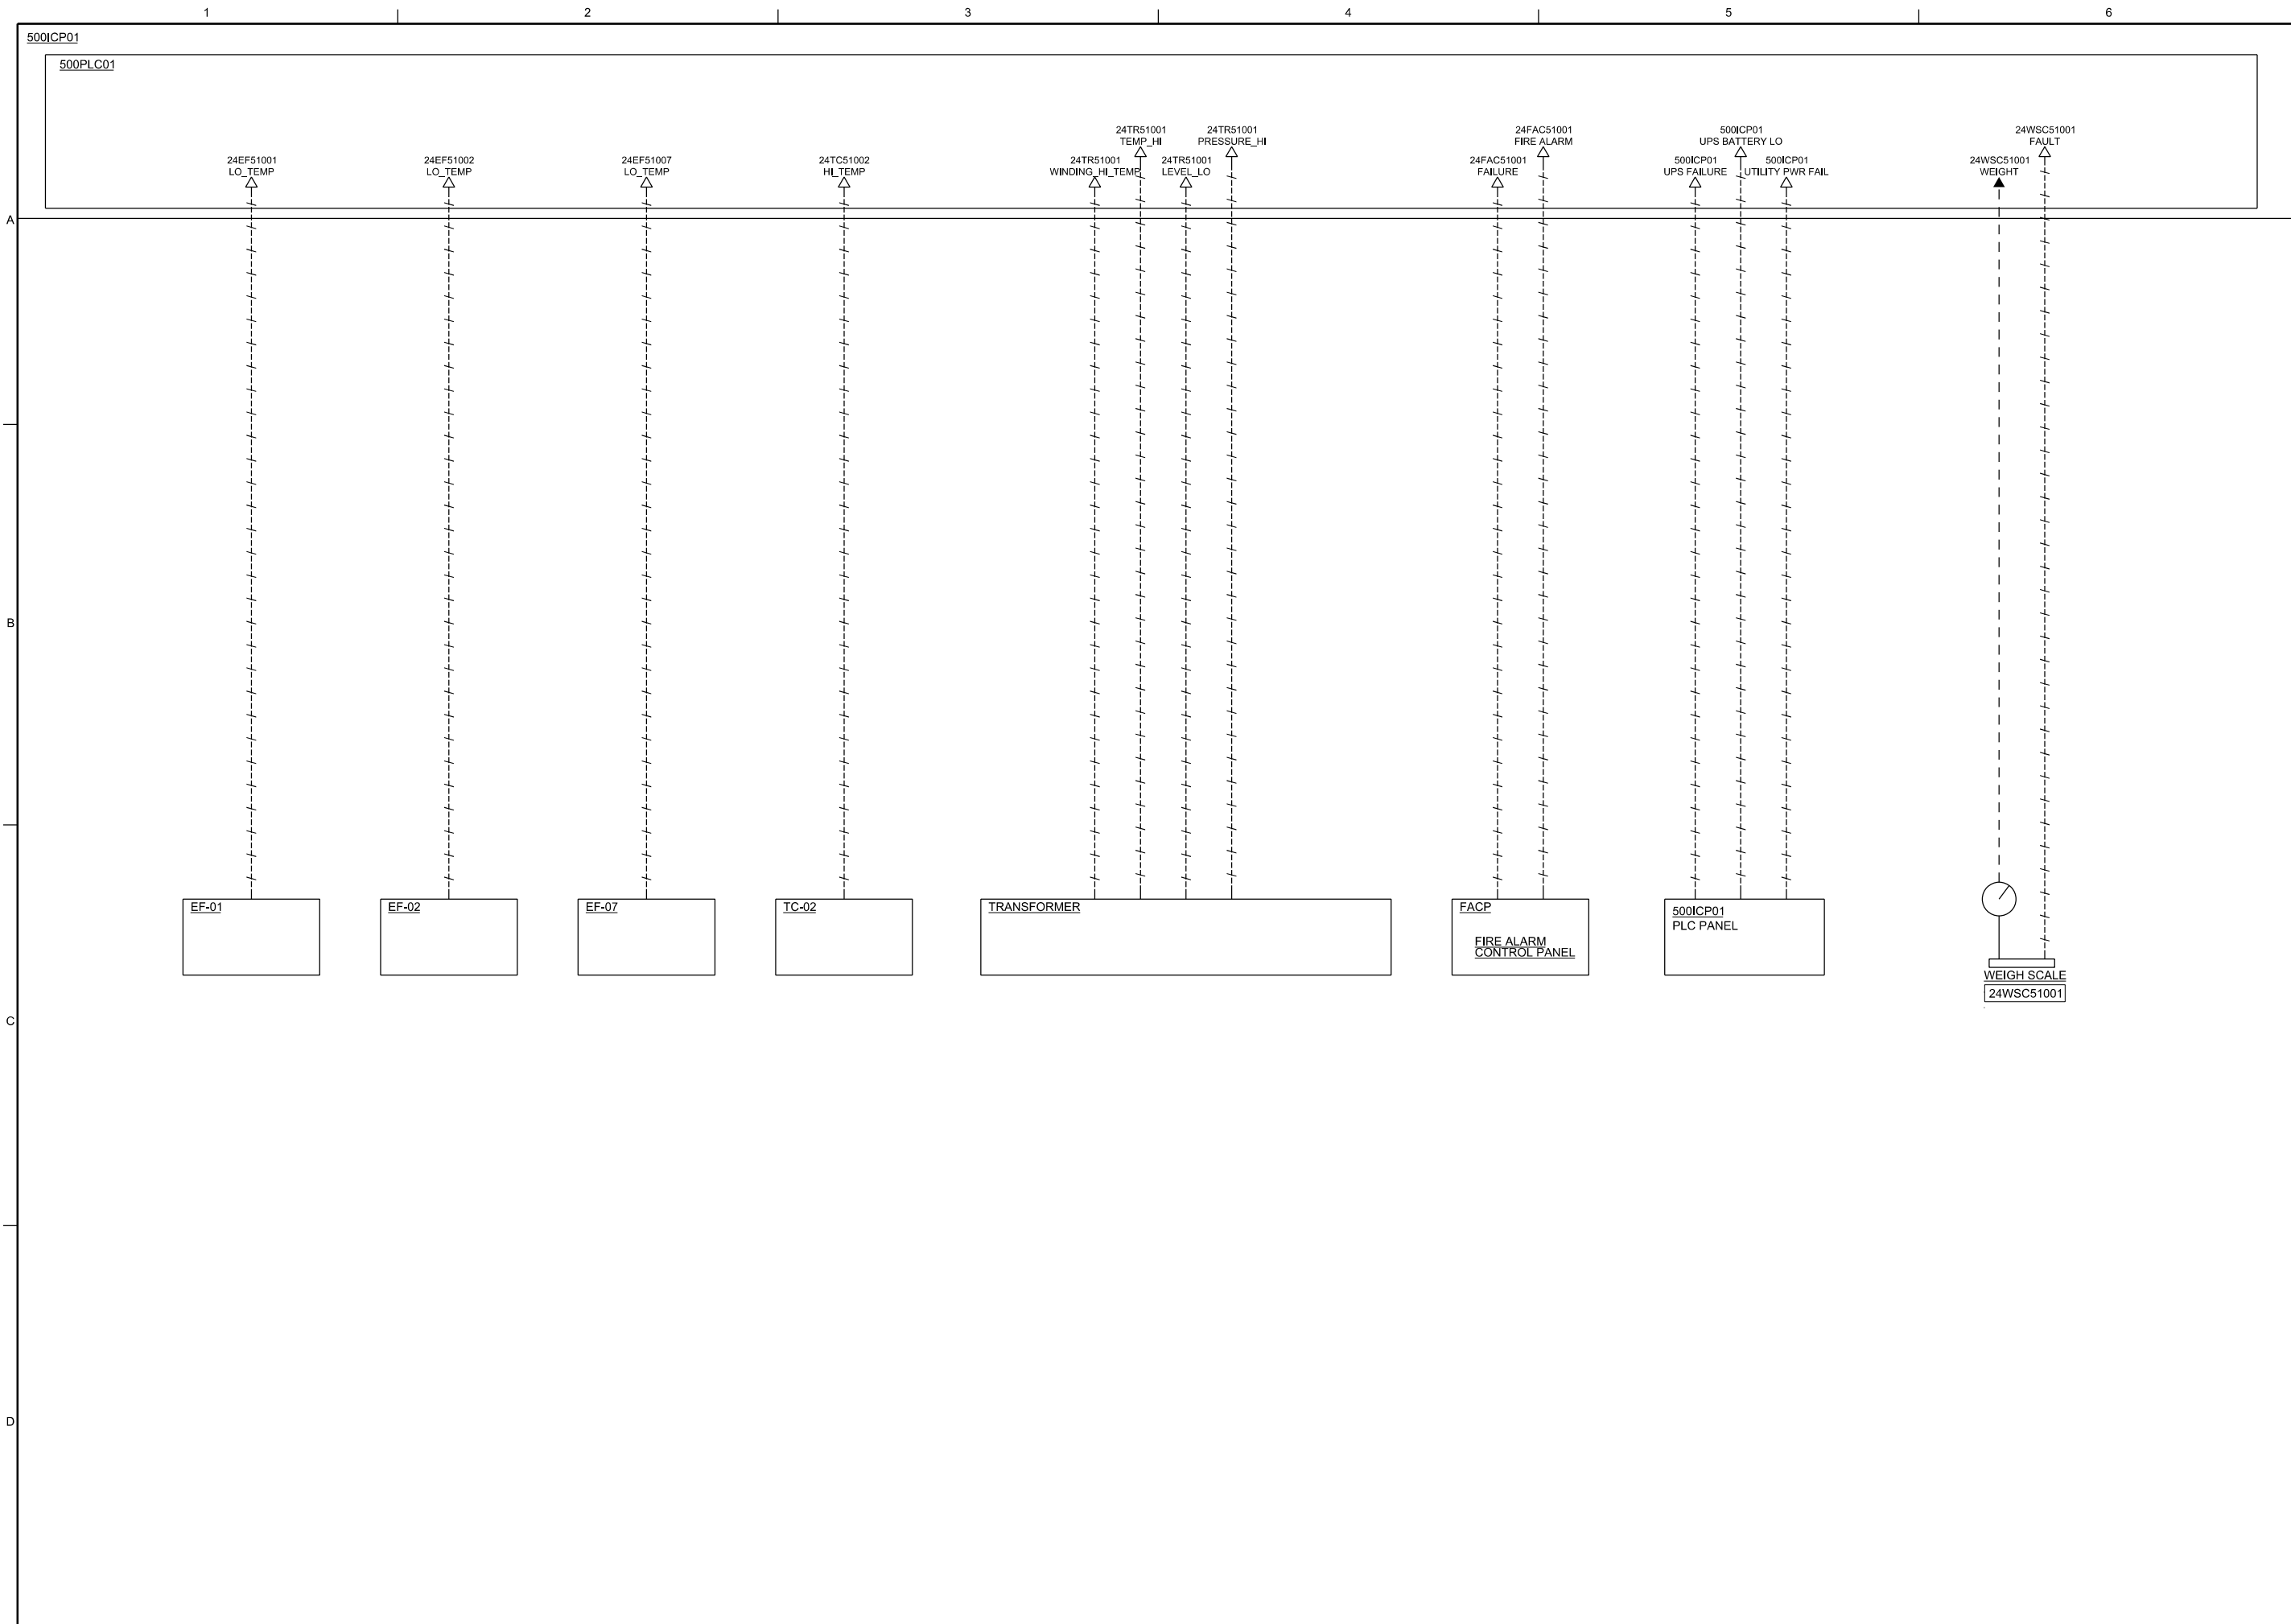 1 2 3 4 5 6
500ICP01
500PLC01
24TR51001
TEMP_HI
24TR51001
PRESSURE_HI
24FAC51001
FIRE ALARM
500ICP01
UPS BATTERY LO
24WSC51001
FAULT
24EF51001
LO_TEMP
24EF51002
LO_TEMP
24EF51007
LO_TEMP
24TC51002
HI_TEMP
24TR51001
WINDING_HI_TEMP
24TR51001
LEVEL_LO
24FAC51001
FAILURE
500ICP01
UPS FAILURE
500ICP01
UTILITY PWR FAIL
24WSC51001
WEIGHT
A
B
EF-01
EF-02
EF-07
TC-02
TRANSFORMER
FACP
FIRE ALARM
CONTROL PANEL
500ICP01
PLC PANEL
WEIGH SCALE
24WSC51001
C
D